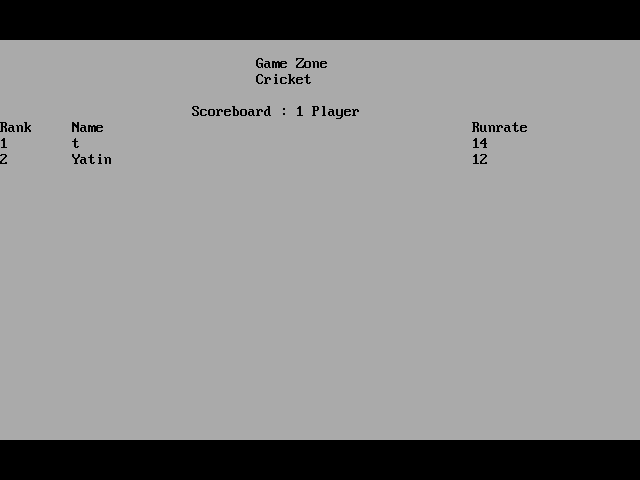 Game Zone
Cricket
Scoreboard : 1 Player
Rank Name Runrate
1 t 14
2 Yatin 12